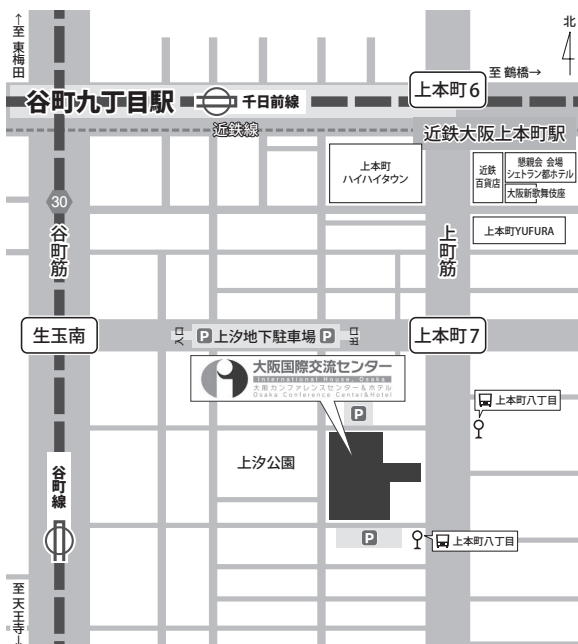 ↑至 東梅田
北
至 鶴橋→
上本町6
谷町九丁目駅
千日前線
近鉄線
近鉄大阪上本町駅
上本町
ハイハイタウン
近鉄
百貨店
懇親会 会場
シェトラン都ホテル
大阪新歌舞伎座
30
谷町筋
上町筋
上本町YUFURA
生玉南
入口
P 上汐地下駐車場 P
出口
上本町7
大阪国際交流センター
International House, Osaka
大阪カンファレンスセンター&ホテル
Osaka Conference Center&Hotel
P
上本町八丁目
上汐公園
谷町線
P
上本町八丁目
至 天王寺→